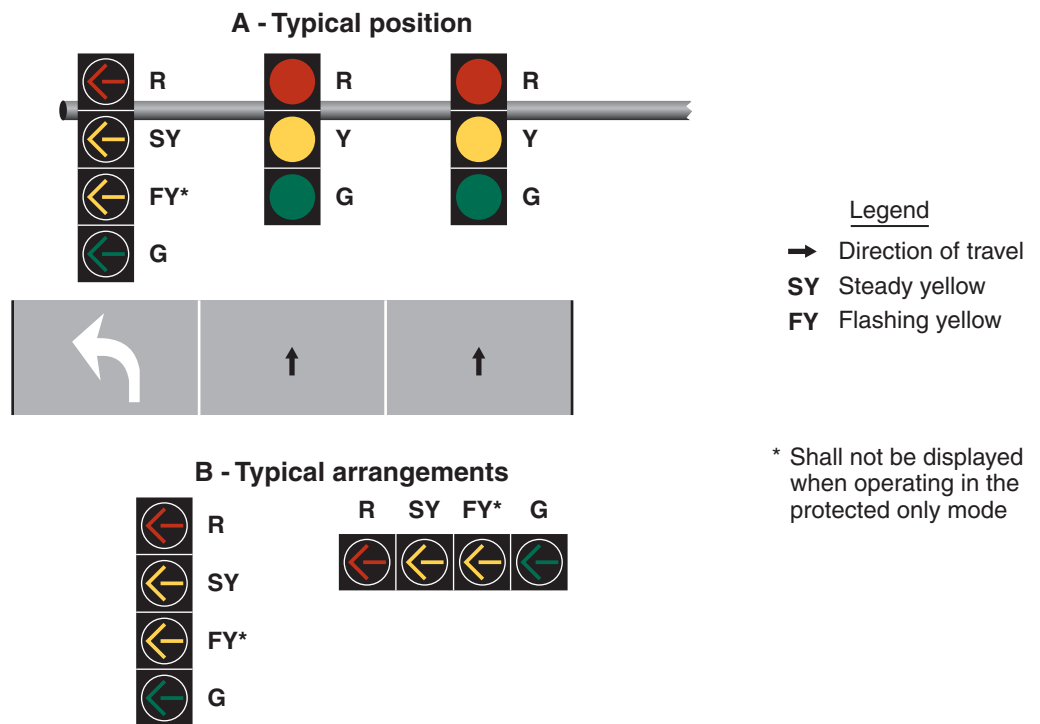 A - Typical position
R R R
SY Y Y
FY* G G
G
Legend
Direction of travel
SY Steady yellow
FY Flashing yellow
* Shall not be displayed
when operating in the
protected only mode
B - Typical arrangements
R
SY
FY*
G
R SY FY* G